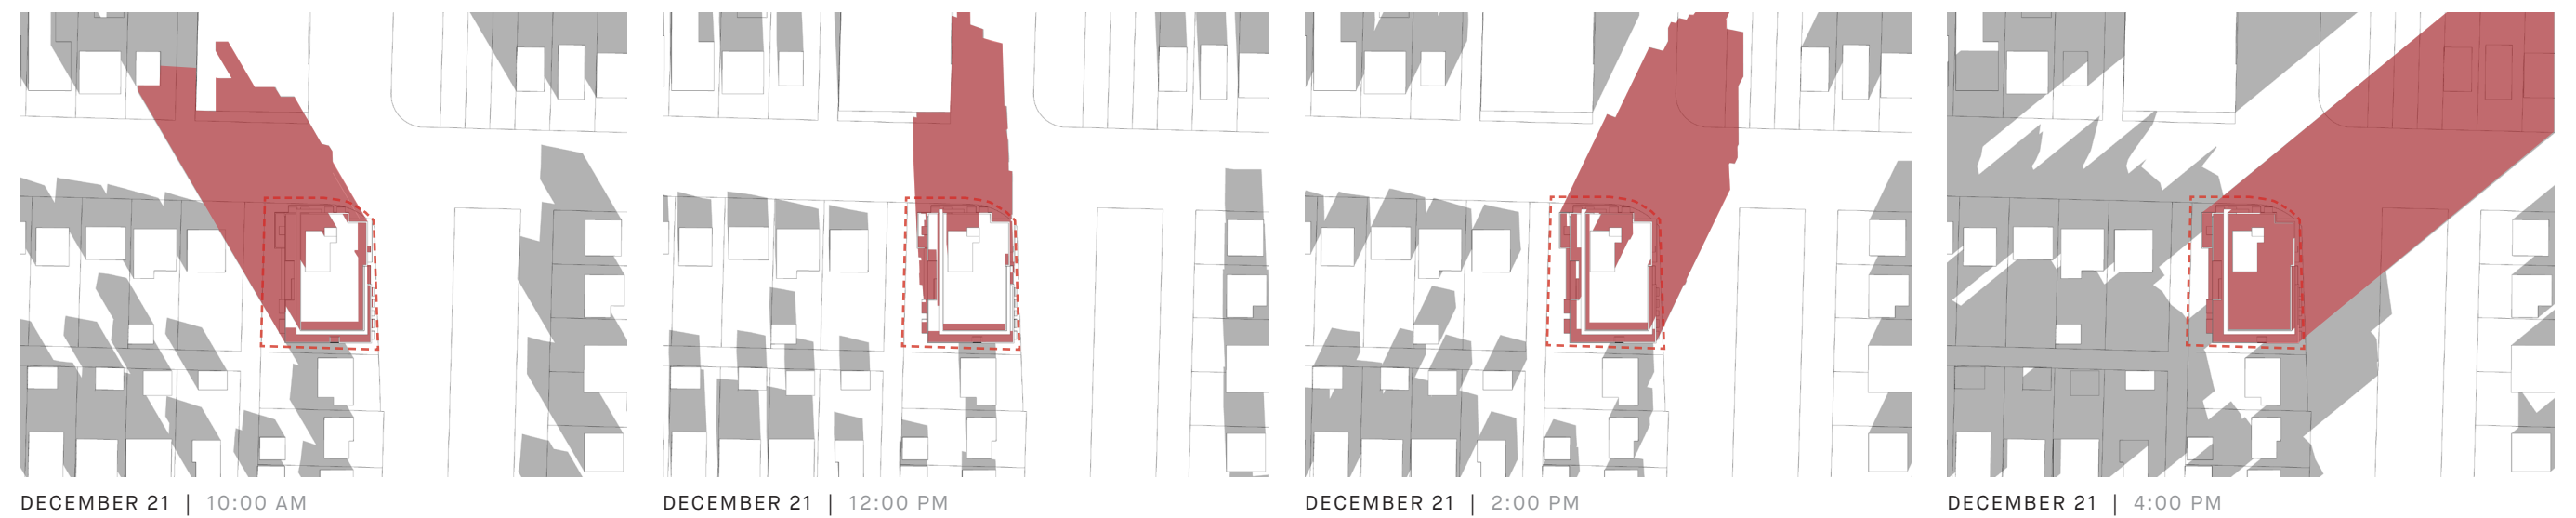 DECEMBER 21 | 10:00 AM
DECEMBER 21 | 12:00 PM
DECEMBER 21 | 2:00 PM
DECEMBER 21 | 4:00 PM